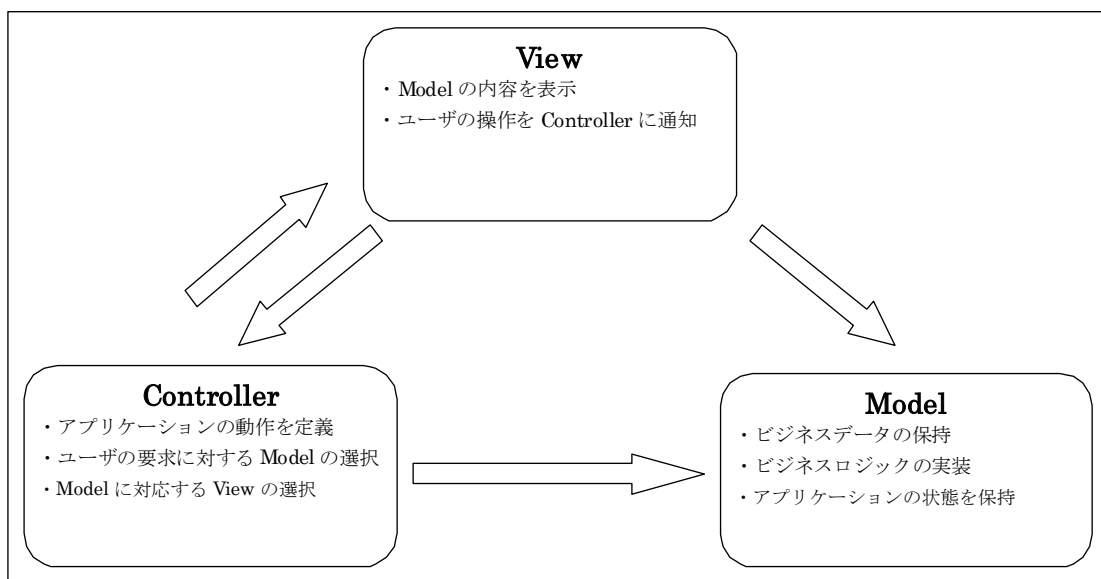 View
・Model の内容を表示
・ユーザの操作を Controller に通知
Controller
・アプリケーションの動作を定義
・ユーザの要求に対する Model の選択
・Model に対応する View の選択
Model
・ビジネスデータの保持
・ビジネスロジックの実装
・アプリケーションの状態を保持